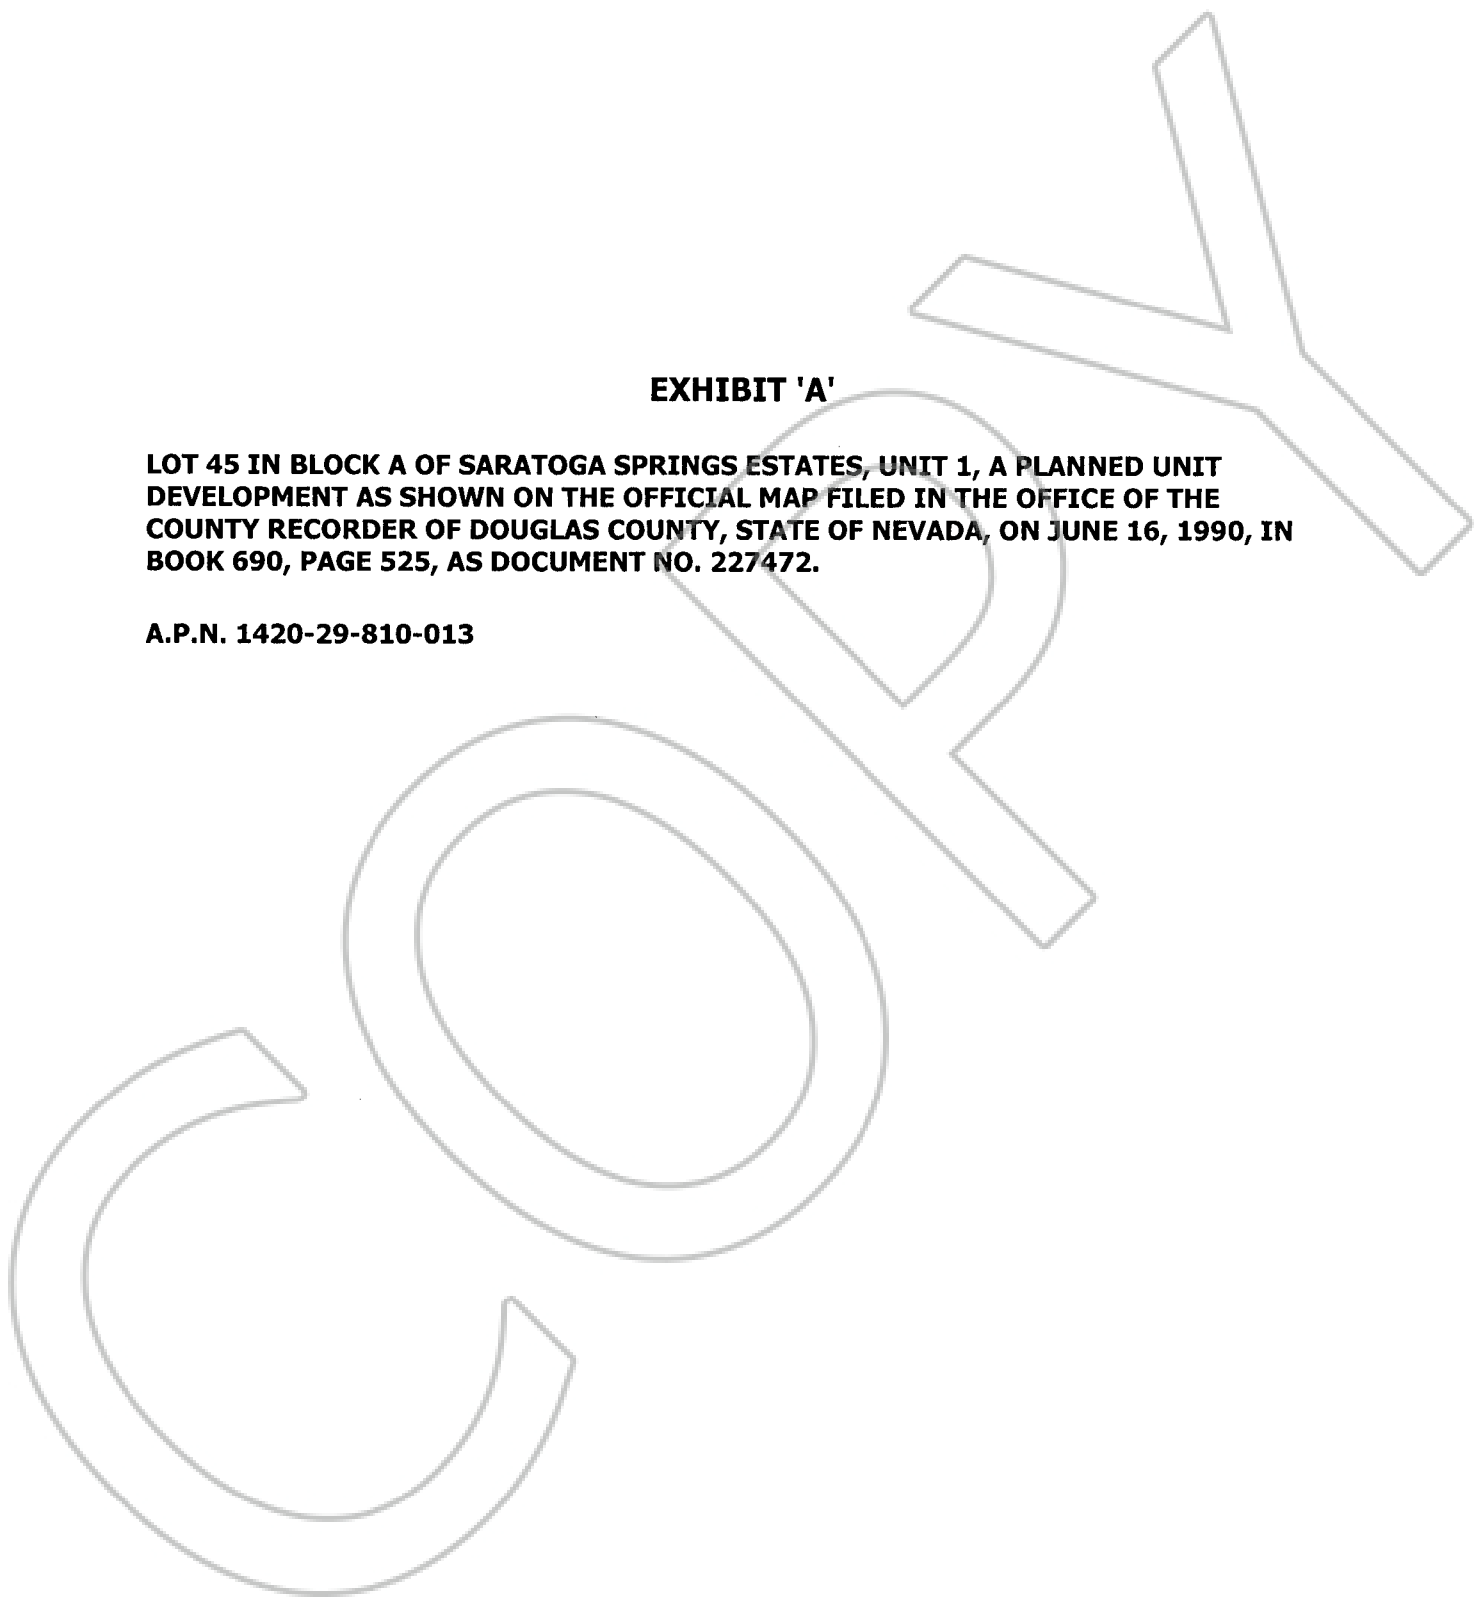 EXHIBIT 'A'
LOT 45 IN BLOCK A OF SARATOGA SPRINGS ESTATES, UNIT 1, A PLANNED UNIT
DEVELOPMENT AS SHOWN ON THE OFFICIAL MAP FILED IN THE OFFICE OF THE
COUNTY RECORDER OF DOUGLAS COUNTY, STATE OF NEVADA, ON JUNE 16, 1990, IN
BOOK 690, PAGE 525, AS DOCUMENT NO. 227472.
A.P.N. 1420-29-810-013
COPY